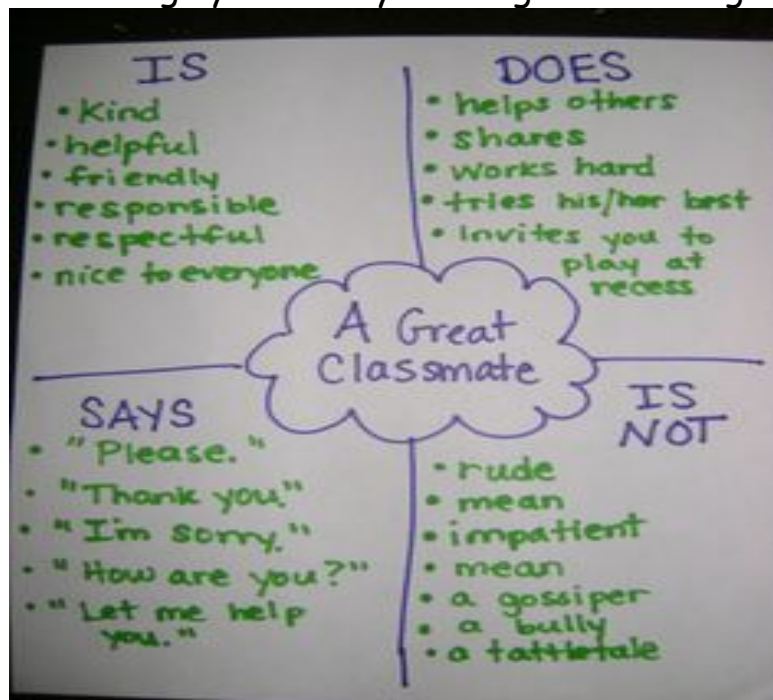 IS
• Kind
• helpful
• friendly
• responsible
• respectful
• nice to everyone
DOES
• helps others
• shares
• works hard
• tries his/her best
• Invites you to
play at
recess
A Great
Classmate
SAYS
• "Please."
• "Thank you."
• "I'm sorry."
• "How are you?"
• "Let me help
you."
IS
NOT
• rude
• mean
• impatient
• mean
• a gossiper
• a bully
• a tattletale